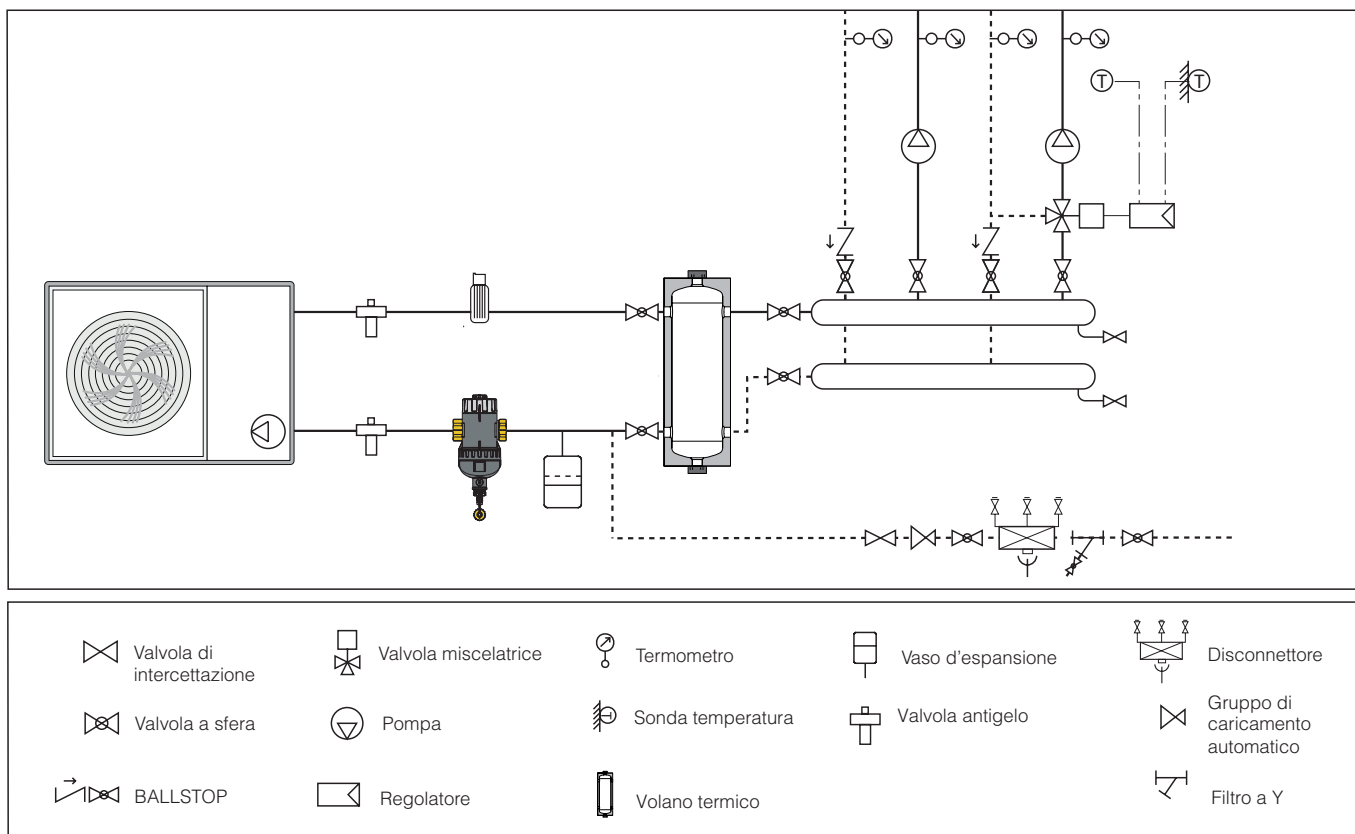 T
T
Valvola di
intercettazione
Valvola miscelatrice
Termometro
Vaso d'espansione
Disconnettore
Valvola a sfera
Pompa
Sonda temperatura
Valvola antigelo
Gruppo di
caricamento
automatico
BALLSTOP
Regolatore
Volano termico
Filtro a Y